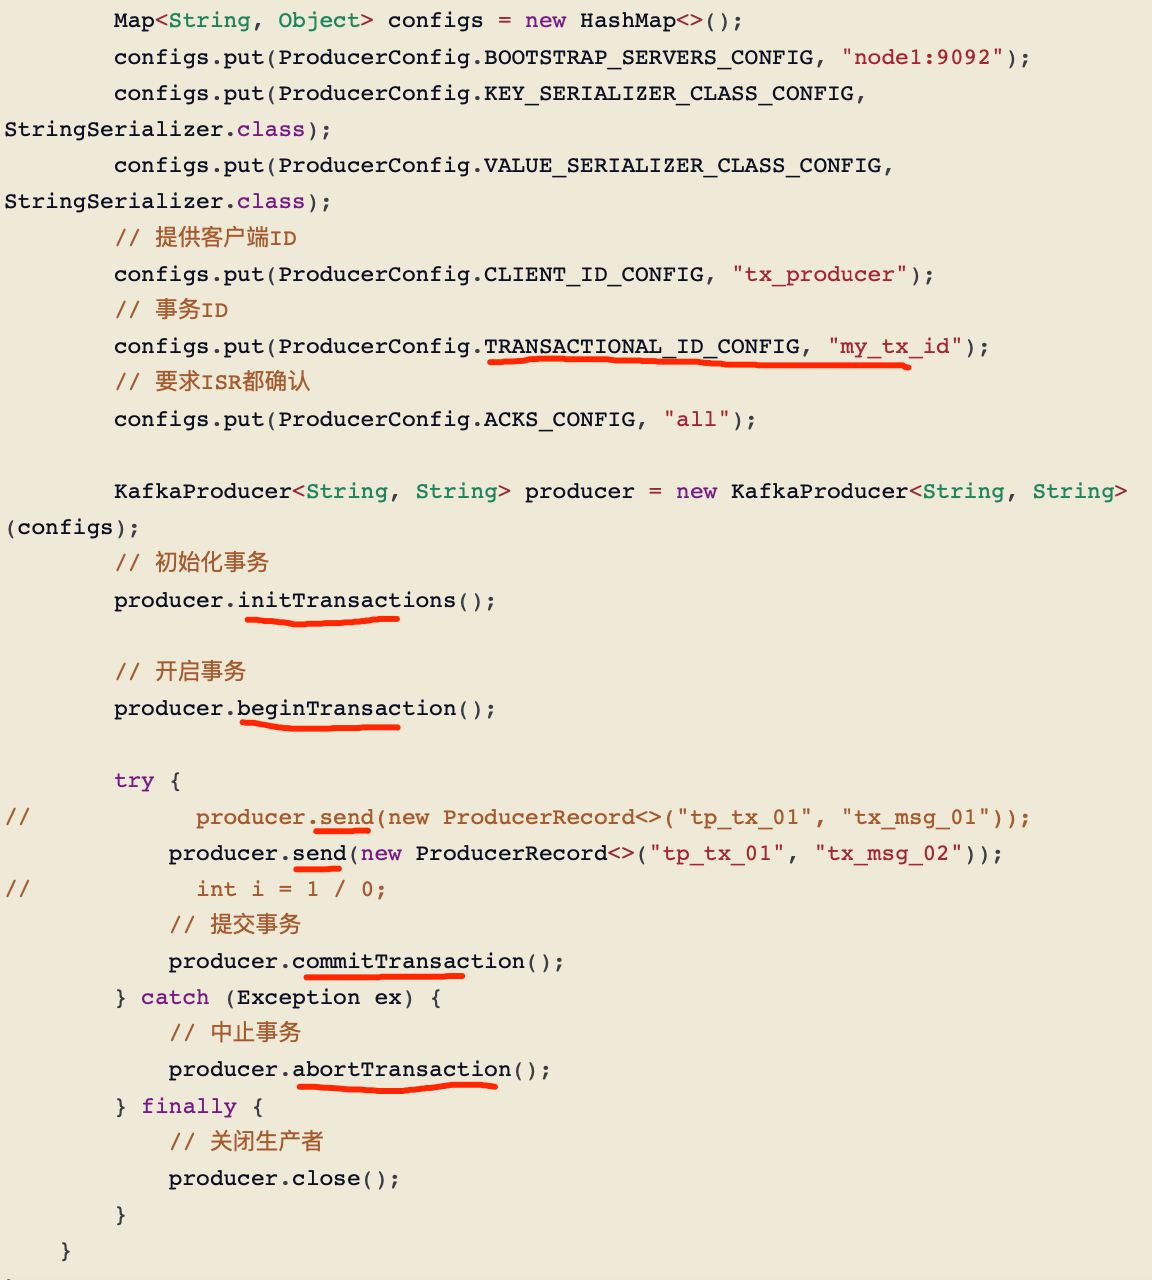 Map<String, Object> configs = new HashMap<>();
configs.put(ProducerConfig.BOOTSTRAP_SERVERS_CONFIG, "node1:9092");
configs.put(ProducerConfig.KEY_SERIALIZER_CLASS_CONFIG,
StringSerializer.class);
configs.put(ProducerConfig.VALUE_SERIALIZER_CLASS_CONFIG,
StringSerializer.class);
// 提供客户端ID
configs.put(ProducerConfig.CLIENT_ID_CONFIG, "tx_producer");
// 事务ID
configs.put(ProducerConfig.TRANSACTIONAL_ID_CONFIG, "my_tx_id");
// 要求ISR都确认
configs.put(ProducerConfig.ACKS_CONFIG, "all");
KafkaProducer<String, String> producer = new KafkaProducer<String, String>
(configs);
// 初始化事务
producer.initTransactions();
// 开启事务
producer.beginTransaction();
try {
// producer.send(new ProducerRecord<>("tp_tx_01", "tx_msg_01"));
producer.send(new ProducerRecord<>("tp_tx_01", "tx_msg_02"));
// int i = 1 / 0;
// 提交事务
producer.commitTransaction();
} catch (Exception ex) {
// 中止事务
producer.abortTransaction();
} finally {
// 关闭生产者
producer.close();
}
}